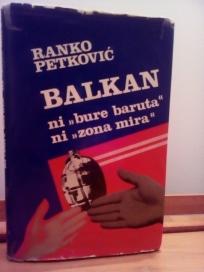 RANKO
PETKOVIĆ
BALKAN
ni „bure baruta“
ni „zona mira“